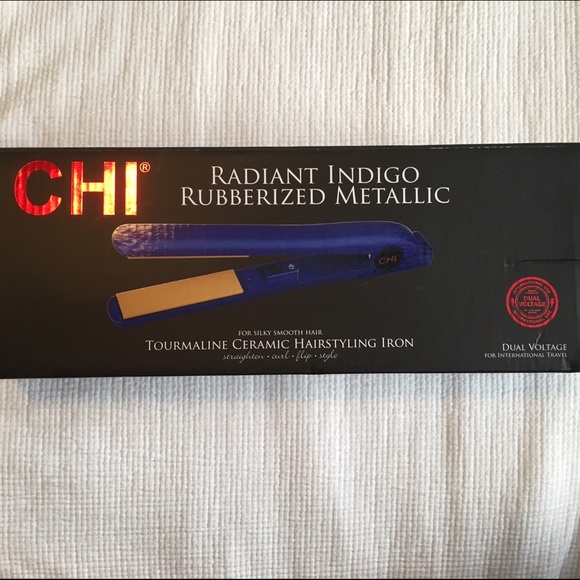 CHI®
RADIANT INDIGO
RUBBERIZED METALLIC
CHI
FOR SILKY SMOOTH HAIR
TOURMALINE CERAMIC HAIRSTYLING IRON
straighten • curl • flip • style
DUAL
VOLTAGE
DUAL VOLTAGE
FOR INTERNATIONAL TRAVEL